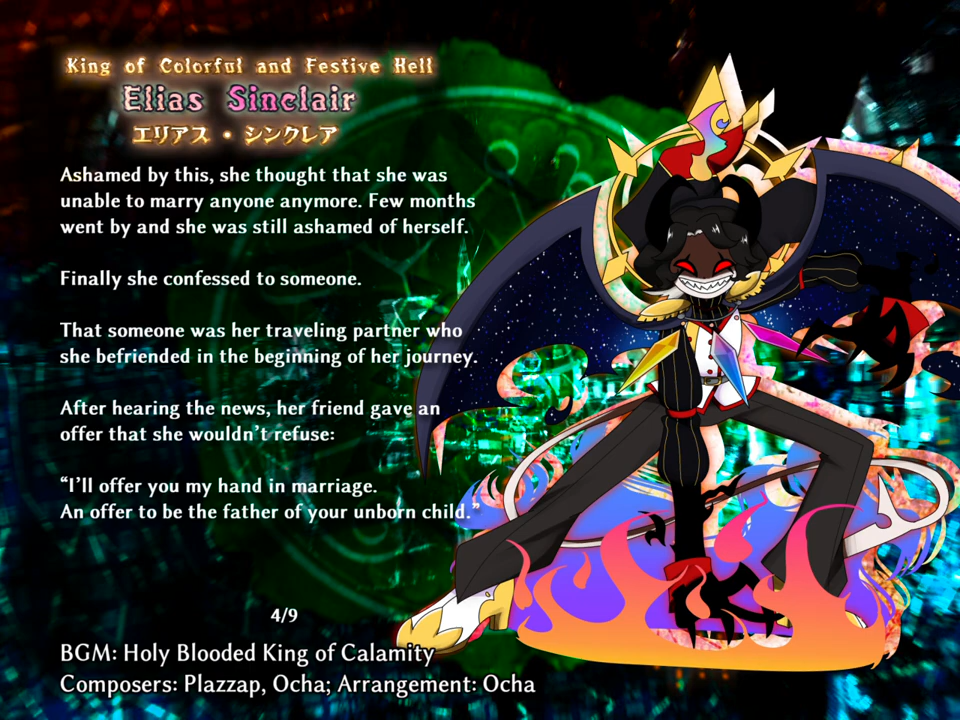 King of Colorful and Festive Hell
Elias Sinclair
エリアス・シンクレア
Ashamed by this, she thought that she was
unable to marry anyone anymore. Few months
went by and she was still ashamed of herself.
Finally she confessed to someone.
That someone was her traveling partner who
she befriended in the beginning of her journey.
After hearing the news, her friend gave an
offer that she wouldn't refuse:
“I'll offer you my hand in marriage.
An offer to be the father of your unborn child.”
4/9
BGM: Holy Blooded King of Calamity
Composers: Plazzap, Ocha; Arrangement: Ocha